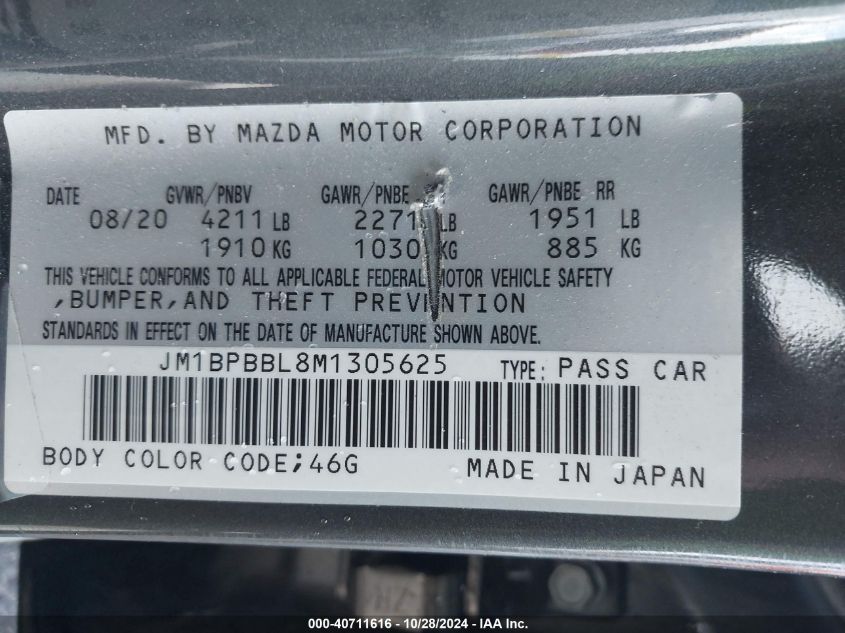 MFD. BY MAZDA MOTOR CORPORATION
DATE GVWR/PNBV GAWR/PNBE GAWR/PNBE RR
08/20 4211 LB 2271 LB 1951 LB
1910 KG 1030 KG 885 KG
THIS VEHICLE CONFORMS TO ALL APPLICABLE FEDERAL MOTOR VEHICLE SAFETY
,BUMPER,AND THEFT PREVENTION
STANDARDS IN EFFECT ON THE DATE OF MANUFACTURE SHOWN ABOVE.
JM1BPBBL8M1305625 TYPE: PASS CAR
BODY COLOR CODE;46G MADE IN JAPAN
000-40711616 - 10/28/2024 - IAA Inc.